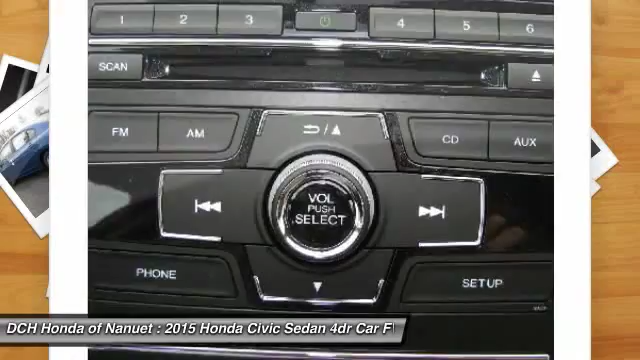 1 2 3 4 5 6
SCAN
FM AM CD AUX
VOL
PUSH
SELECT
PHONE SETUP
DCH Honda of Nanuet : 2015 Honda Civic Sedan 4dr Car F